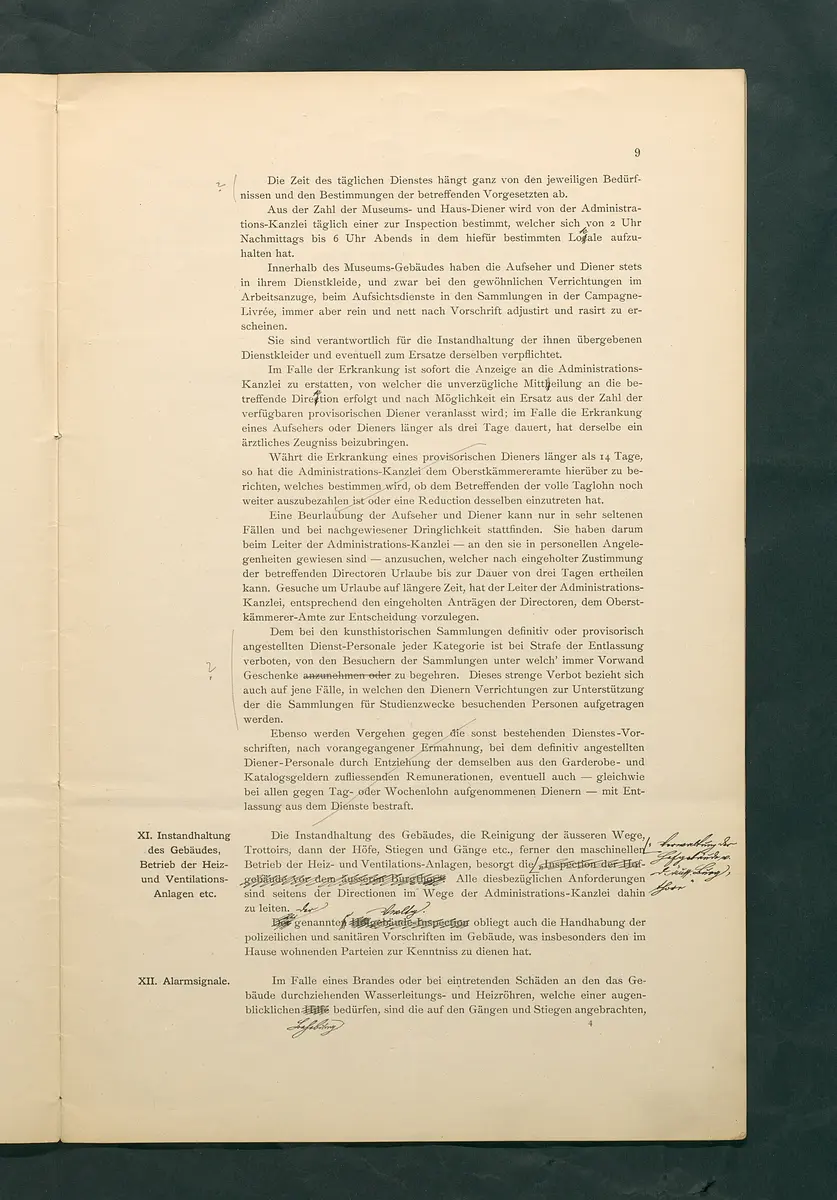 9
? Die Zeit des täglichen Dienstes hängt ganz von den jeweiligen Bedürf-
nissen und den Bestimmungen der betreffenden Vorgesetzten ab.
Aus der Zahl der Museums- und Haus-Diener wird von der Administra-
tions-Kanzlei täglich einer zur Inspection bestimmt, welcher sich von 2 Uhr
Nachmittags bis 6 Uhr Abends in dem hiefür bestimmten Lokale aufzu-
halten hat.
Innerhalb des Museums-Gebäudes haben die Aufseher und Diener stets
in ihrem Dienstkleide, und zwar bei den gewöhnlichen Verrichtungen im
Arbeitsanzuge, beim Aufsichtsdienste in den Sammlungen in der Campagne-
Livrée, immer aber rein und nett nach Vorschrift adjustirt und rasirt zu er-
scheinen.
Sie sind verantwortlich für die Instandhaltung der ihnen übergebenen
Dienstkleider und eventuell zum Ersatze derselben verpflichtet.
Im Falle der Erkrankung ist sofort die Anzeige an die Administrations-
Kanzlei zu erstatten, von welcher die unverzügliche Mittheilung an die be-
treffende Direktion erfolgt und nach Möglichkeit ein Ersatz aus der Zahl der
verfügbaren provisorischen Diener veranlasst wird; im Falle die Erkrankung
eines Aufsehers oder Dieners länger als drei Tage dauert, hat derselbe ein
ärztliches Zeugniss beizubringen.
Währt die Erkrankung eines provisorischen Dieners länger als 14 Tage,
so hat die Administrations-Kanzlei dem Oberstkämmereramte hierüber zu be-
richten, welches bestimmen wird, ob dem Betreffenden der volle Taglohn noch
weiter auszubezahlen ist oder eine Reduction desselben einzutreten hat.
Eine Beurlaubung der Aufseher und Diener kann nur in sehr seltenen
Fällen und bei nachgewiesener Dringlichkeit stattfinden. Sie haben darum
beim Leiter der Administrations-Kanzlei — an den sie in personellen Angele-
genheiten gewiesen sind — anzusuchen, welcher nach eingeholter Zustimmung
der betreffenden Directoren Urlaube bis zur Dauer von drei Tagen ertheilen
kann. Gesuche um Urlaube auf längere Zeit, hat der Leiter der Administrations-
Kanzlei, entsprechend den eingeholten Anträgen der Directoren, dem Oberst-
kämmerer-Amte zur Entscheidung vorzulegen.
Dem bei den kunsthistorischen Sammlungen definitiv oder provisorisch
angestellten Dienst-Personale jeder Kategorie ist bei Strafe der Entlassung
verboten, von den Besuchern der Sammlungen unter welch' immer Vorwand
? Geschenke anzunehmen oder zu begehren. Dieses strenge Verbot bezieht sich
auch auf jene Fälle, in welchen den Dienern Verrichtungen zur Unterstützung
der die Sammlungen für Studienzwecke besuchenden Personen aufgetragen
werden.
Ebenso werden Vergehen gegen die sonst bestehenden Dienstes-Vor-
schriften, nach vorangegangener Ermahnung, bei dem definitiv angestellten
Diener-Personale durch Entziehung der demselben aus den Garderobe- und
Katalogsgeldern zufliessenden Remunerationen, eventuell auch — gleichwie
bei allen gegen Tag- oder Wochenlohn aufgenommenen Dienern — mit Ent-
lassung aus dem Dienste bestraft.
XI. Instandhaltung
des Gebäudes,
Betrieb der Heiz-
und Ventilations-
Anlagen etc.
Die Instandhaltung des Gebäudes, die Reinigung der äusseren Wege,
Trottoirs, dann der Höfe, Stiegen und Gänge etc., ferner den maschinellen
Betrieb der Heiz- und Ventilations-Anlagen, besorgt die Inspection der Hof-
gebäude vor dem äusseren Burgthore. Alle diesbezüglichen Anforderungen
sind seitens der Directionen im Wege der Administrations-Kanzlei dahin
zu leiten.
Verwaltung der
Hofgebäude v.
d. äuß. Burg-
thor
der
genannte Hofgebäude-Inspection obliegt auch die Handhabung der
polizeilichen und sanitären Vorschriften im Gebäude, was insbesonders den im
Hause wohnenden Parteien zur Kenntniss zu dienen hat.
XII. Alarmsignale.
Im Falle eines Brandes oder bei eintretenden Schäden an den das Ge-
bäude durchziehenden Wasserleitungs- und Heizröhren, welche einer augen-
blicklichen Hilfe bedürfen, sind die auf den Gängen und Stiegen angebrachten,
Behebung
4